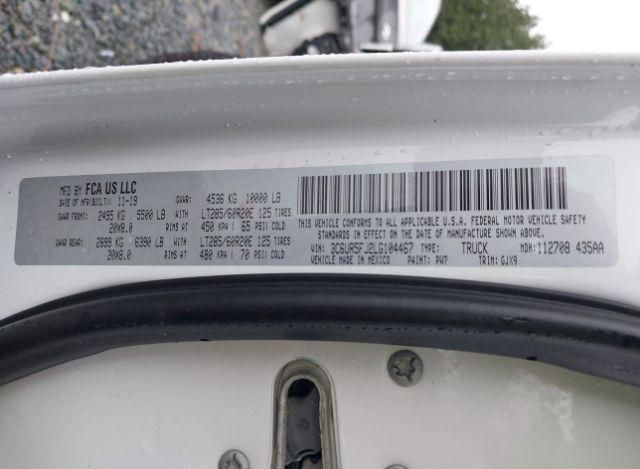 MFD BY FCA US LLC GVWR: 4536 KG 10000 LB
DATE OF MFR(BUILT): 11-19
GAWR FRONT: 2495 KG 5500 LB WITH LT285/60R20E 125 TIRES
20X8.0 RIMS AT 450 KPA( 65 PSI)COLD
GAWR REAR: 2899 KG 6390 LB WITH LT285/60R20E 125 TIRES
20X8.0 RIMS AT 480 KPA( 70 PSI)COLD
THIS VEHICLE CONFORMS TO ALL APPLICABLE U.S.A. FEDERAL MOTOR VEHICLE SAFETY
STANDARDS IN EFFECT ON THE DATE OF MANUFACTURE SHOWN ABOVE.
VIN: 3C6UR5FJ2LG104467 TYPE: TRUCK MDH: 112708 435AA
VEHICLE MADE IN MEXICO PAINT: PW7 TRIM: GJX9